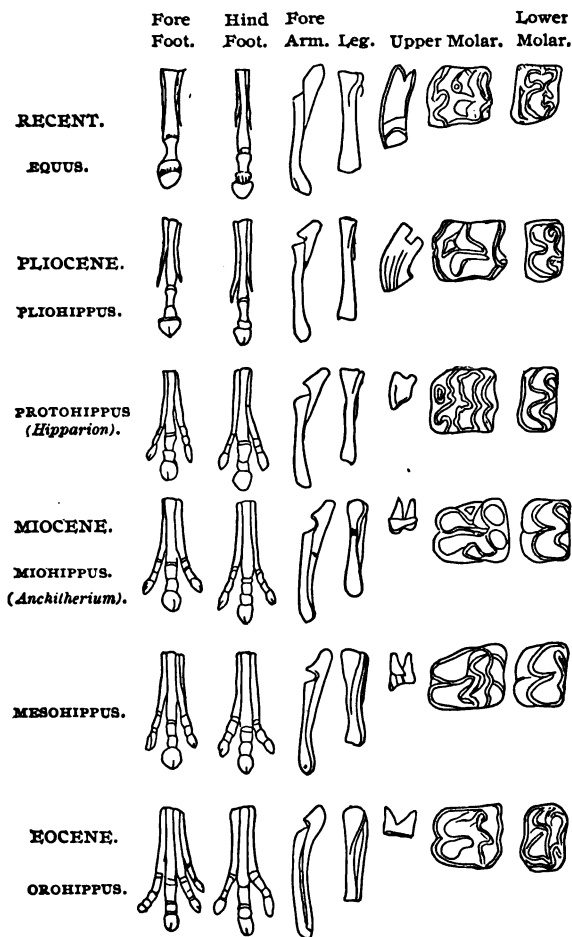 Fore Hind Fore Lower
Foot. Foot. Arm. Leg. Upper Molar. Molar.
RECENT.
EQUUS.
PLIOCENE.
PLIOHIPPUS.
PROTOHIPPUS
(Hipparion).
MIOCENE.
MIOHIPPUS.
(Anchitherium).
MESOHIPPUS.
EOCENE.
OROHIPPUS.